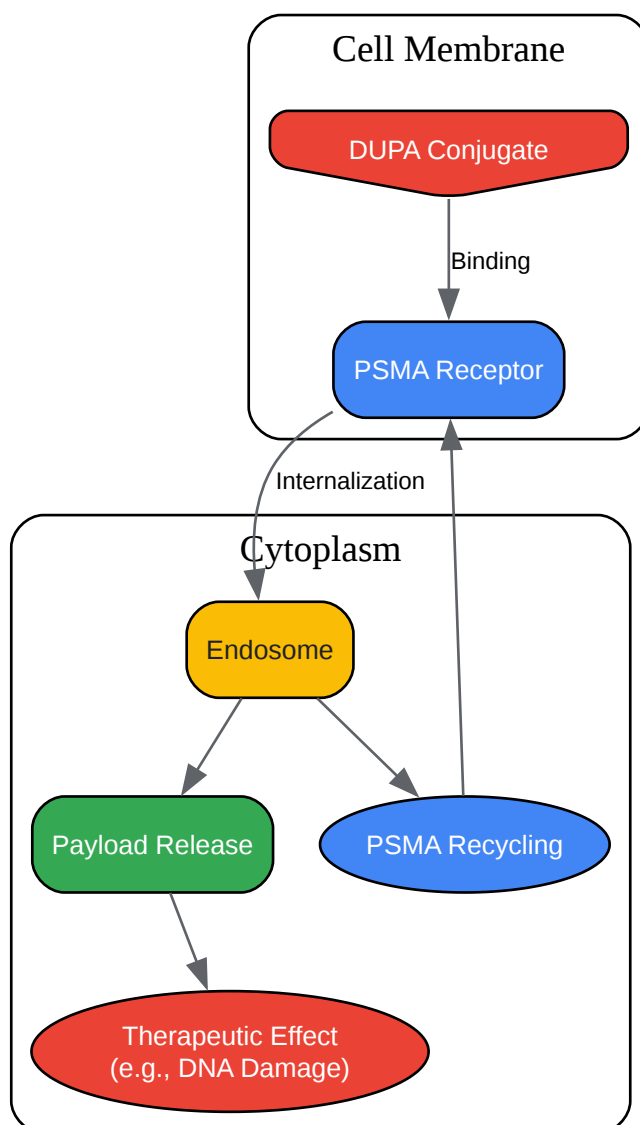 Cell Membrane
DUPA Conjugate
Binding
PSMA Receptor
Internalization
Cytoplasm
Endosome
Payload Release
PSMA Recycling
Therapeutic Effect
(e.g., DNA Damage)